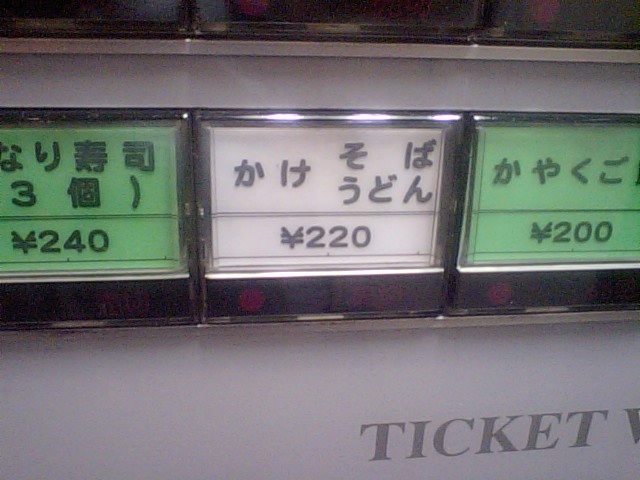 なり寿司
3個)
¥240
かけ そば
うどん
¥220
かやくご
¥200
TICKET